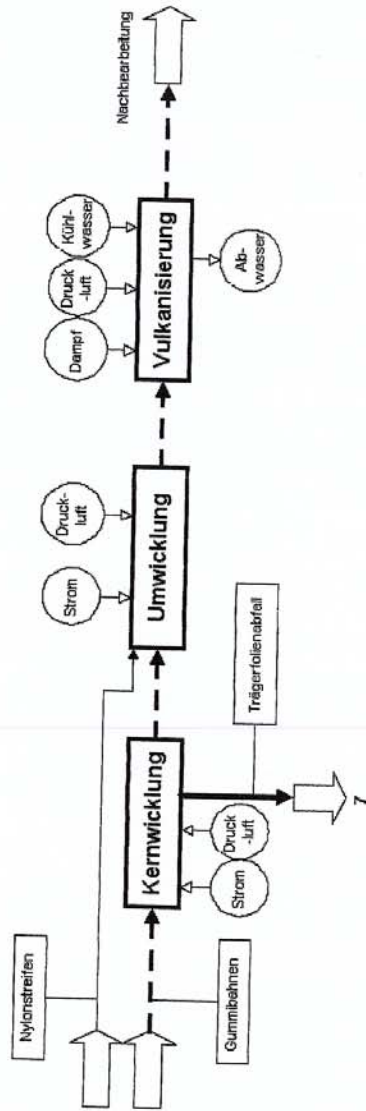 Nylonstreifen
Gummibahnen
Kernwicklung
Strom
Druck
-luft
Trägerfolienabfall
7
Umwicklung
Strom
Druck-
luft
Vulkanisierung
Dampf
Druck
-luft
Kühl-
wasser
Ab-
wasser
Nachbearbeitung